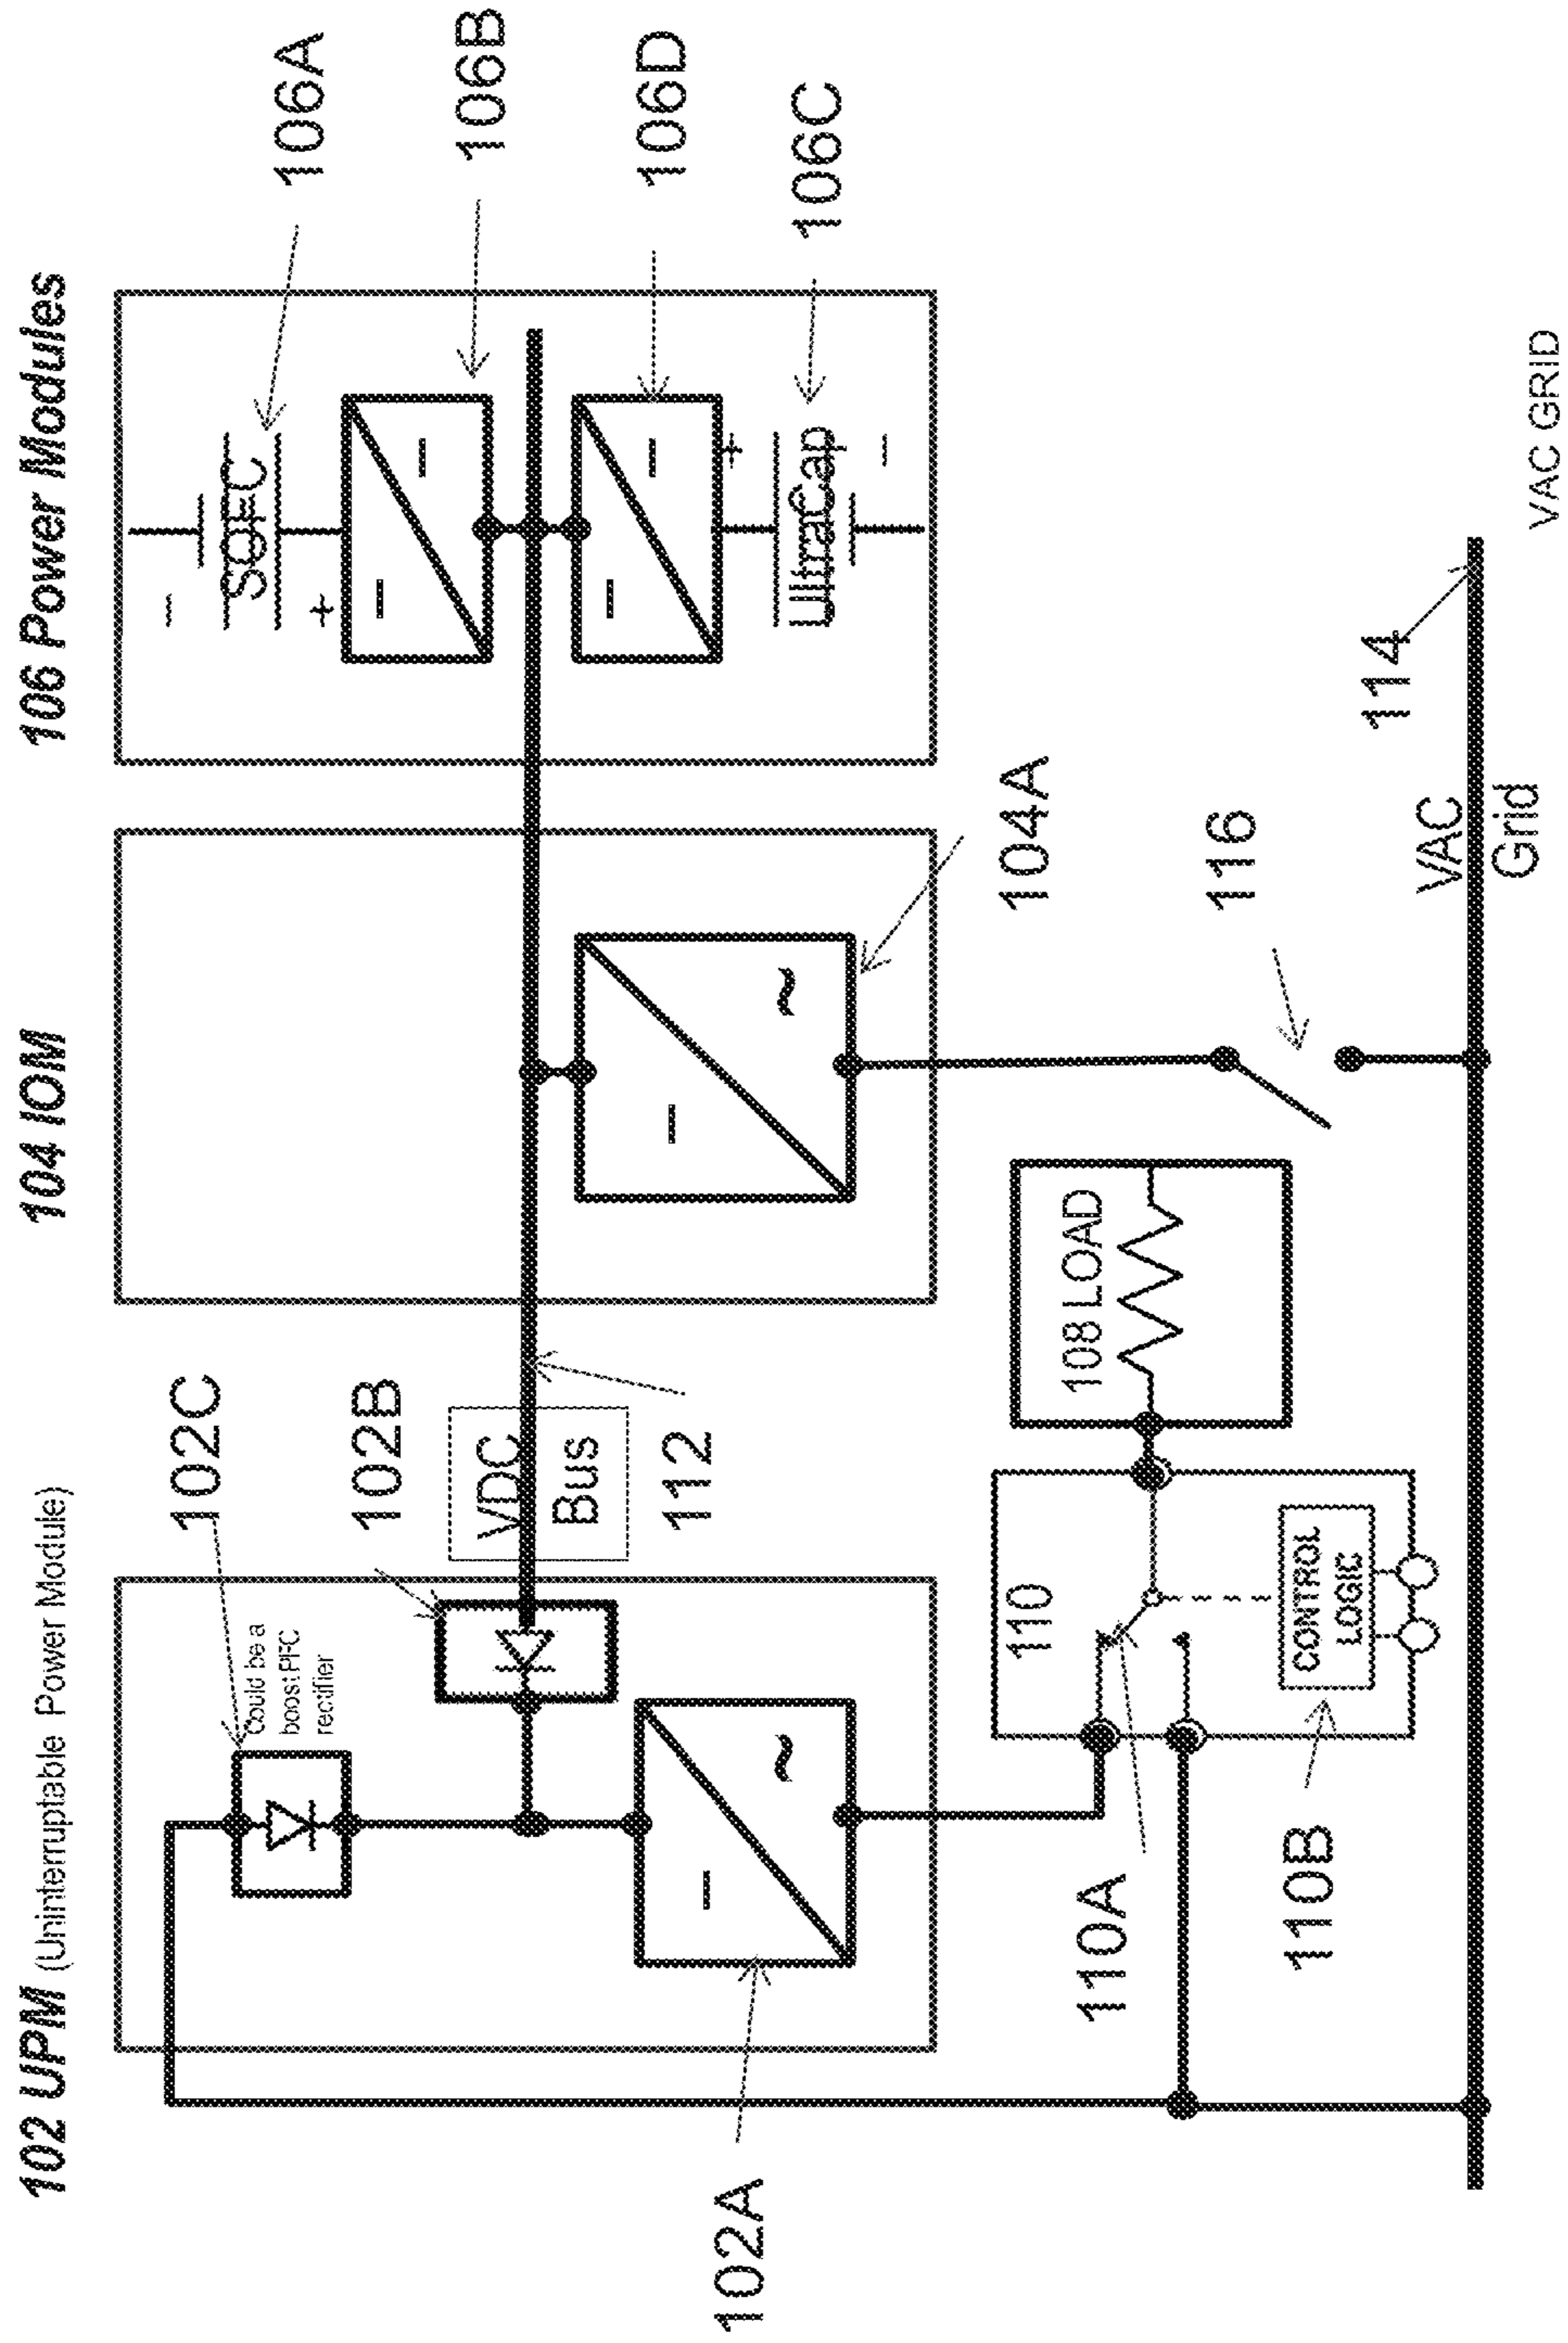 102 UPM (Uninterruptable Power Module)
104 IOM
106 Power Modules
102C
Could be a
boost PFC
rectifier
102B
VDC
Bus
112
SOFC
-
+
106A
106B
106D
UltraCap
+
-
106C
- -
- -
- ~
104A
- ~
102A
108 LOAD
110
110A
CONTROL
LOGIC
110B
116
114
VAC
Grid
VAC GRID